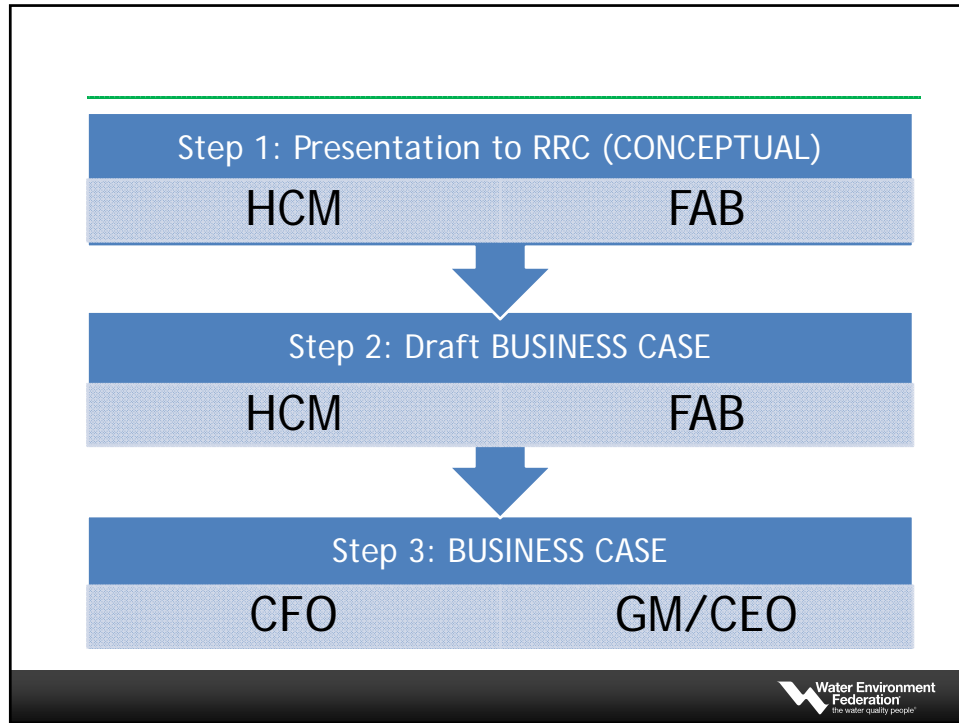 Step 1: Presentation to RRC (CONCEPTUAL)
HCM FAB
Step 2: Draft BUSINESS CASE
HCM FAB
Step 3: BUSINESS CASE
CFO GM/CEO
Water Environment
Federation
the water quality people